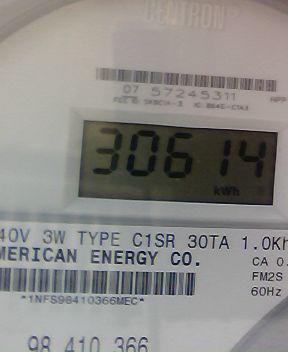 CENTRON
07 57245311
30614
kWh
40V 3W TYPE C1SR 30TA 1.0Kh
MERICAN ENERGY CO.
CA 0.
FM2S
60Hz
*1NFS98410366MEC*
98 410 366